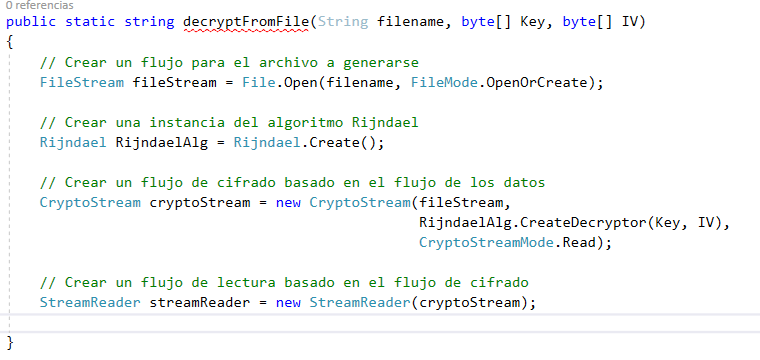 0 referencias
public static string decryptFromFile(String filename, byte[] Key, byte[] IV)
{
// Crear un flujo para el archivo a generarse
FileStream fileStream = File.Open(filename, FileMode.OpenOrCreate);
// Crear una instancia del algoritmo Rijndael
Rijndael RijndaelAlg = Rijndael.Create();
// Crear un flujo de cifrado basado en el flujo de los datos
CryptoStream cryptoStream = new CryptoStream(fileStream,
RijndaelAlg.CreateDecryptor(Key, IV),
CryptoStreamMode.Read);
// Crear un flujo de lectura basado en el flujo de cifrado
StreamReader streamReader = new StreamReader(cryptoStream);
}